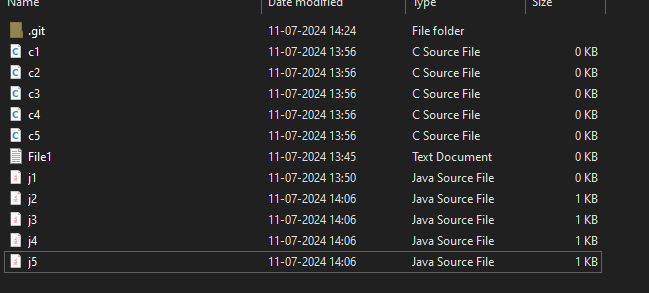 Name Date modified Type Size
.git 11-07-2024 14:24 File folder
c1 11-07-2024 13:56 C Source File 0 KB
c2 11-07-2024 13:56 C Source File 0 KB
c3 11-07-2024 13:56 C Source File 0 KB
c4 11-07-2024 13:56 C Source File 0 KB
c5 11-07-2024 13:56 C Source File 0 KB
File1 11-07-2024 13:45 Text Document 0 KB
j1 11-07-2024 13:50 Java Source File 0 KB
j2 11-07-2024 14:06 Java Source File 1 KB
j3 11-07-2024 14:06 Java Source File 1 KB
j4 11-07-2024 14:06 Java Source File 1 KB
j5 11-07-2024 14:06 Java Source File 1 KB